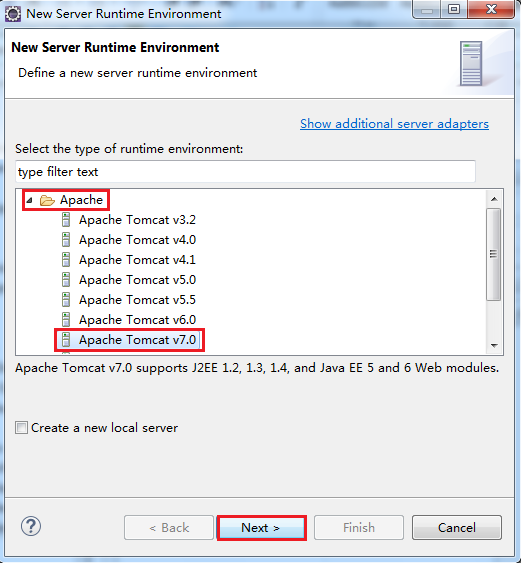 New Server Runtime Environment
New Server Runtime Environment
Define a new server runtime environment
Show additional server adapters
Select the type of runtime environment:
type filter text
Apache
Apache Tomcat v3.2
Apache Tomcat v4.0
Apache Tomcat v4.1
Apache Tomcat v5.0
Apache Tomcat v5.5
Apache Tomcat v6.0
Apache Tomcat v7.0
Apache Tomcat v7.0 supports J2EE 1.2, 1.3, 1.4, and Java EE 5 and 6 Web modules.
Create a new local server
< Back
Next >
Finish
Cancel